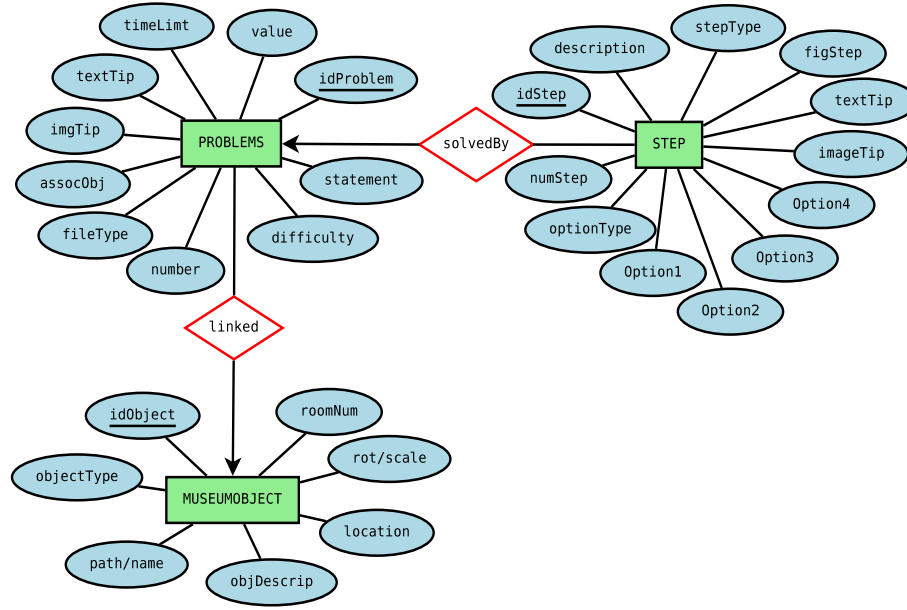 timeLimt
value
stepType
description
figStep
textTip
idProblem
idStep
textTip
imgTip
PROBLEMS
solvedBy
STEP
imageTip
assocObj
statement
numStep
Option4
fileType
difficulty
optionType
Option3
number
Option1
Option2
linked
idObject
roomNum
objectType
rot/scale
MUSEUMOBJECT
location
path/name
objDescrip